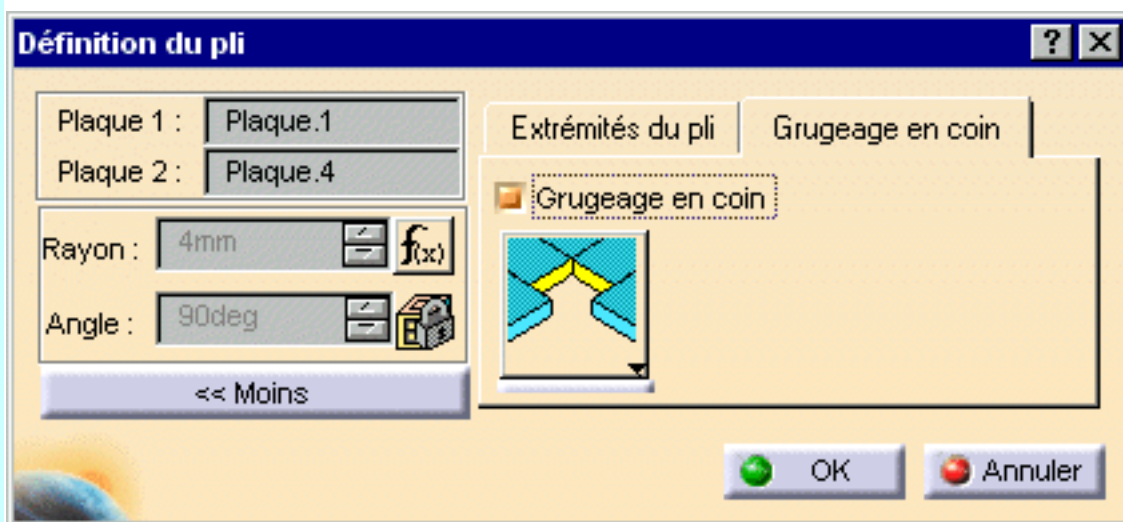 Définition du pli
Plaque 1 : Plaque.1
Plaque 2 : Plaque.4
Rayon : 4mm f(x)
Angle : 90deg
<< Moins
Extrémités du pli Grugeage en coin
Grugeage en coin
OK Annuler